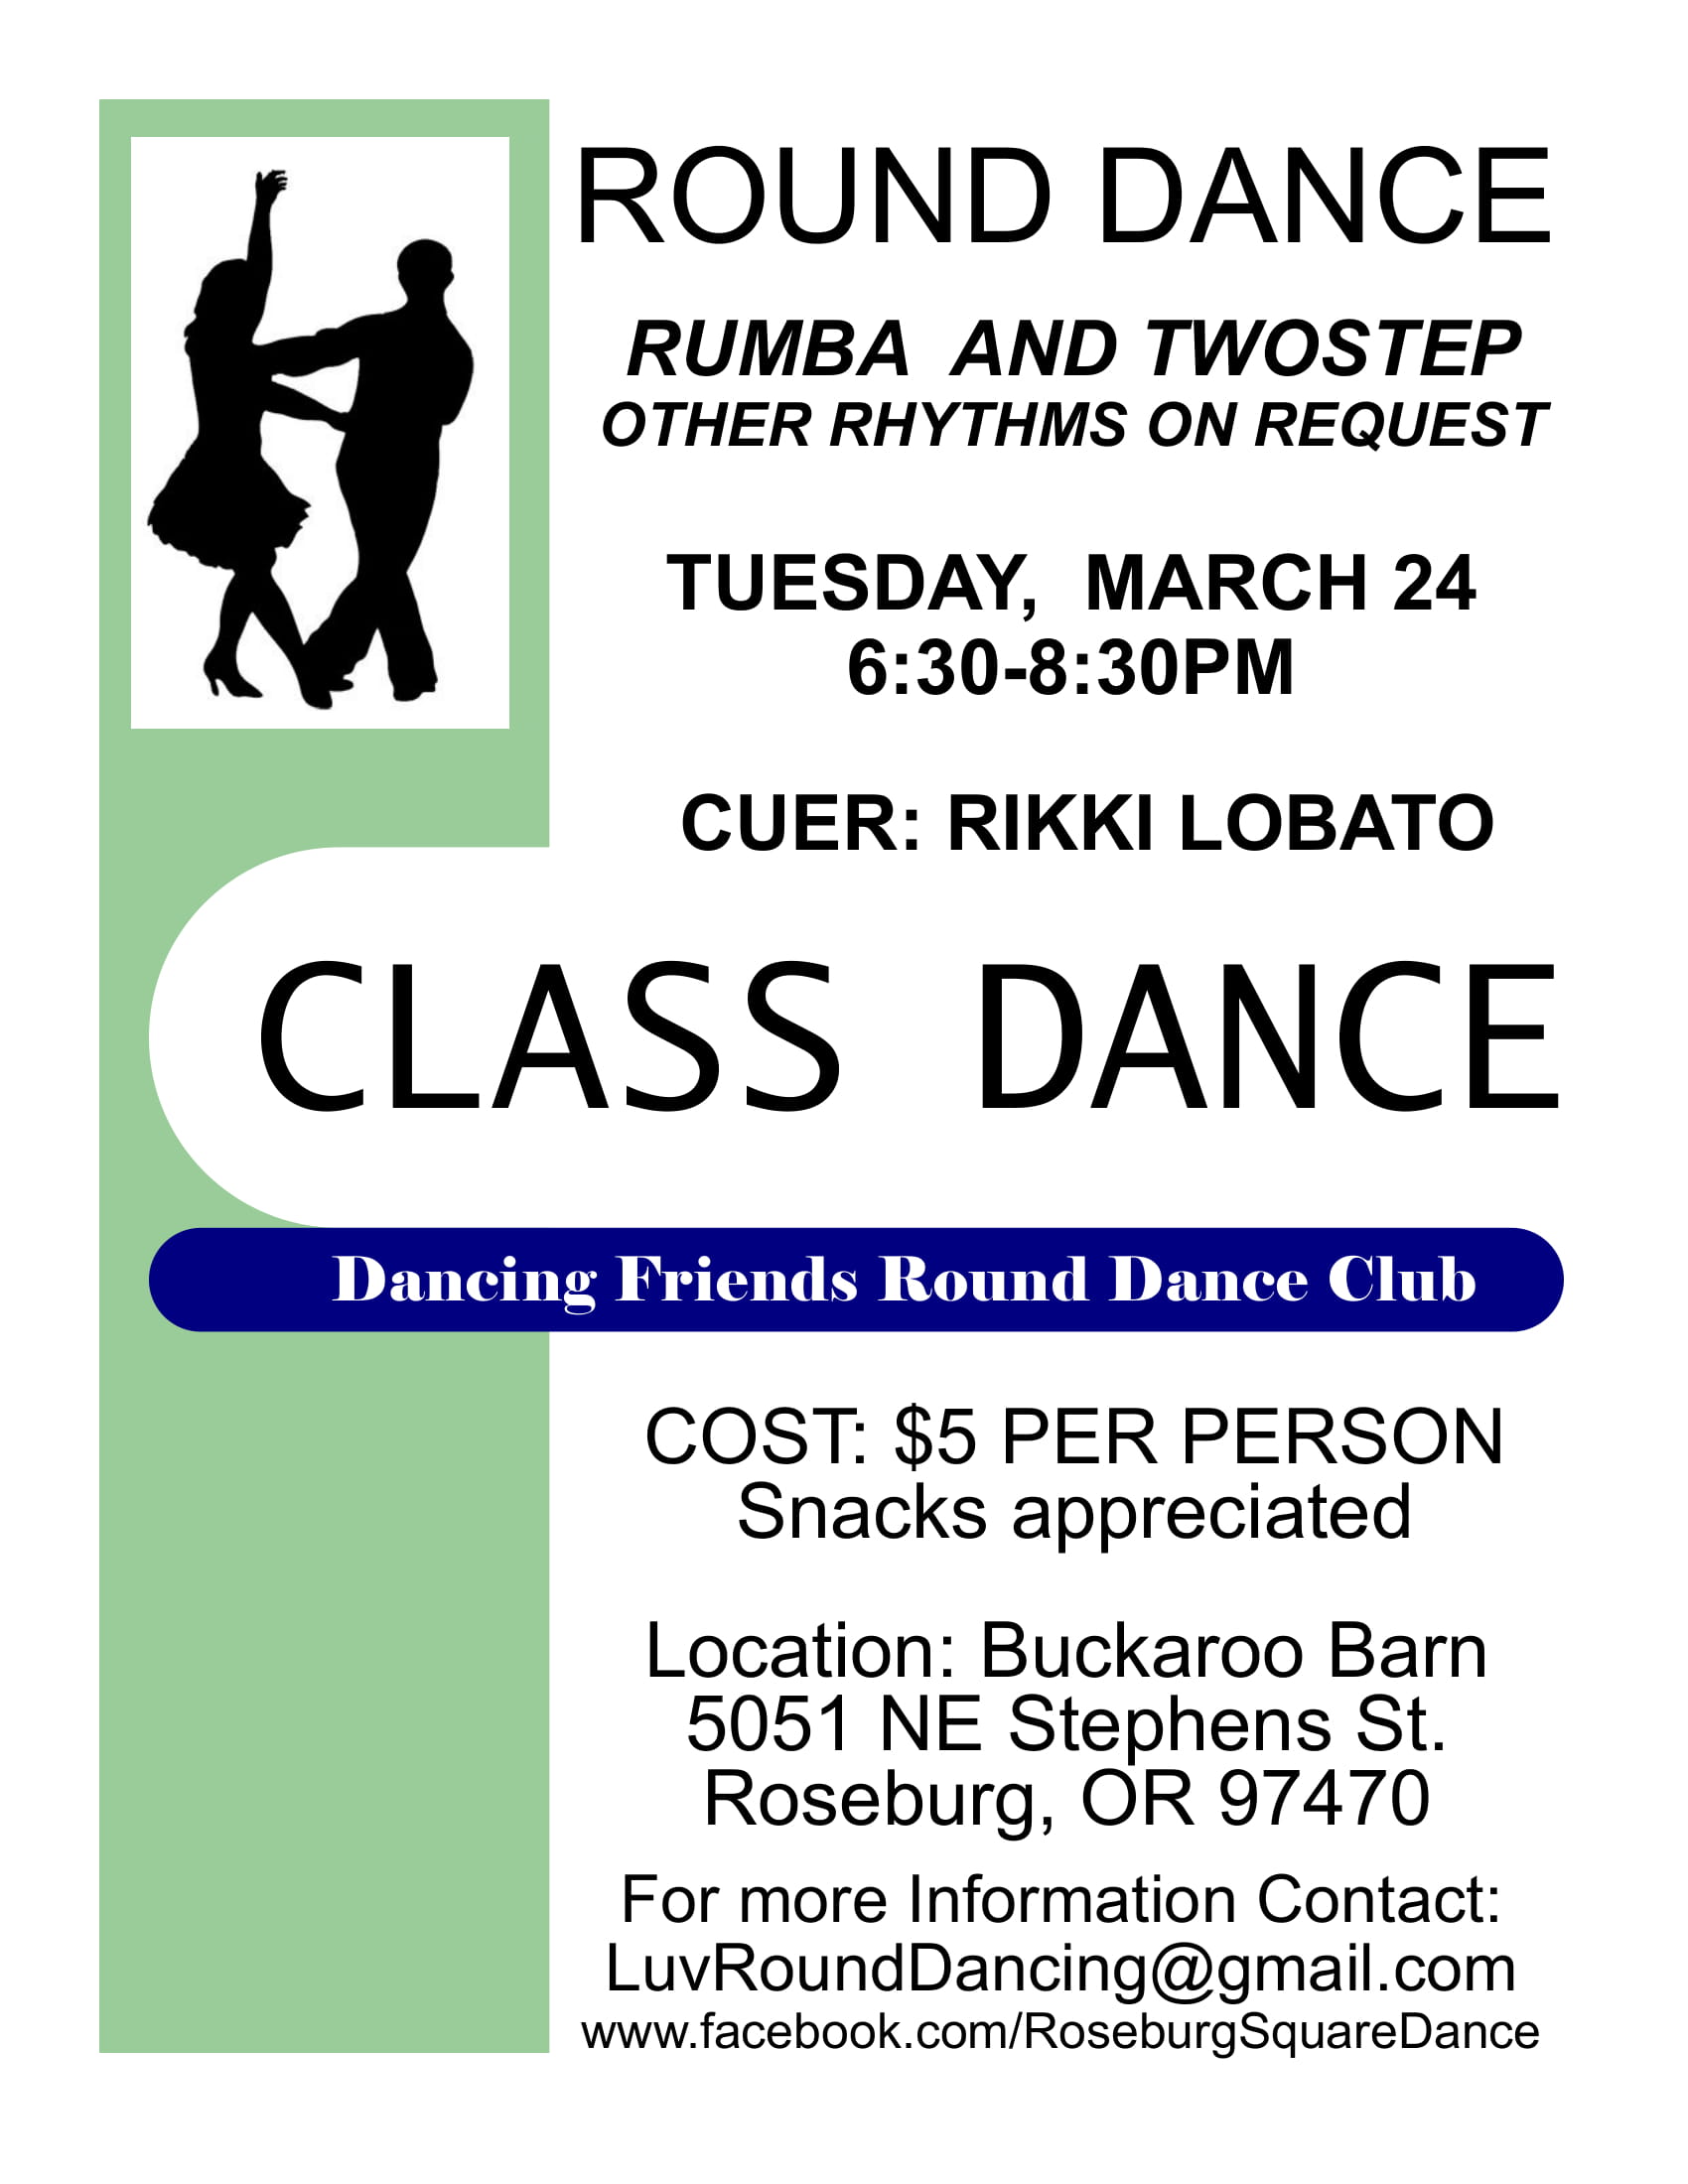 ROUND DANCE
RUMBA AND TWOSTEP
OTHER RHYTHMS ON REQUEST
TUESDAY, MARCH 24
6:30-8:30PM
CUER: RIKKI LOBATO
CLASS DANCE
Dancing Friends Round Dance Club
COST: $5 PER PERSON
Snacks appreciated
Location: Buckaroo Barn
5051 NE Stephens St.
Roseburg, OR 97470
For more Information Contact:
LuvRoundDancing@gmail.com
www.facebook.com/RoseburgSquareDance